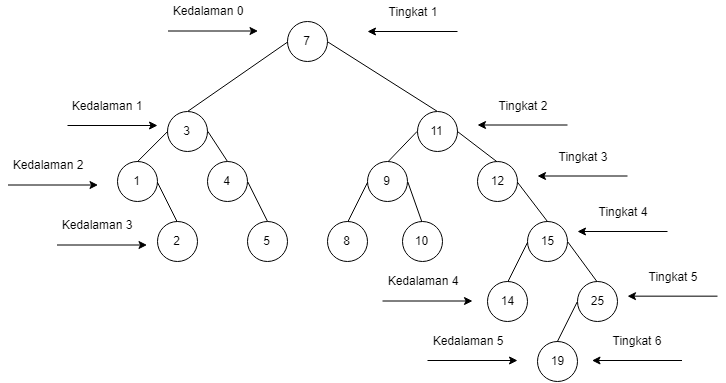 Kedalaman 0
Tingkat 1
7
Kedalaman 1
Tingkat 2
3
11
Kedalaman 2
Tingkat 3
1
4
9
12
Kedalaman 3
Tingkat 4
2
5
8
10
15
Kedalaman 4
Tingkat 5
14
25
Kedalaman 5
Tingkat 6
19